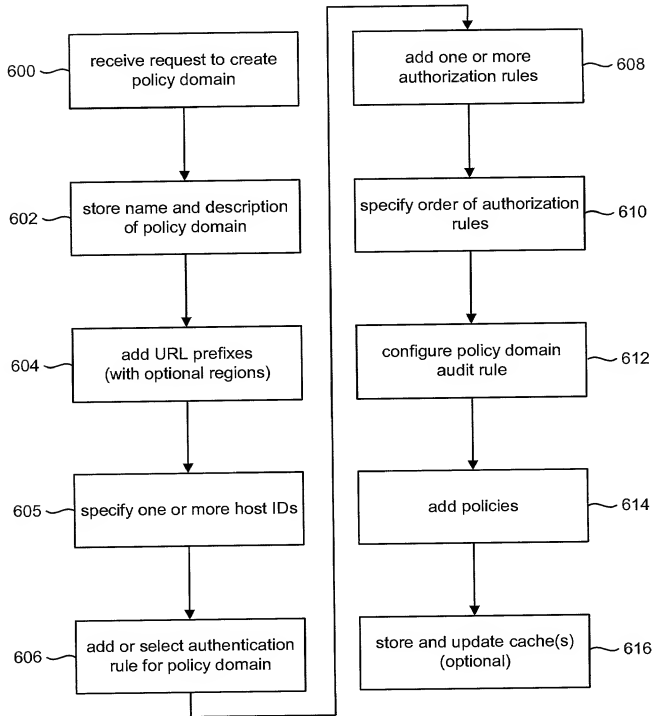 600
receive request to create
policy domain
602
store name and description
of policy domain
604
add URL prefixes
(with optional regions)
605
specify one or more host IDs
606
add or select authentication
rule for policy domain
add one or more
authorization rules
608
specify order of authorization
rules
610
configure policy domain
audit rule
612
add policies
614
store and update cache(s)
(optional)
616